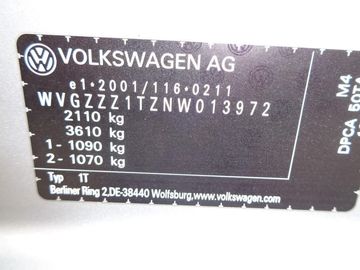 VOLKSWAGEN AG
e1*2001/116*0211
WVGZZZ1TZNW013972
2110 kg
3610 kg
1- 1090 kg
2- 1070 kg
Typ 1T
Berliner Ring 2,DE-38440 Wolfsburg,www.volkswagen.de
M4
DPCA